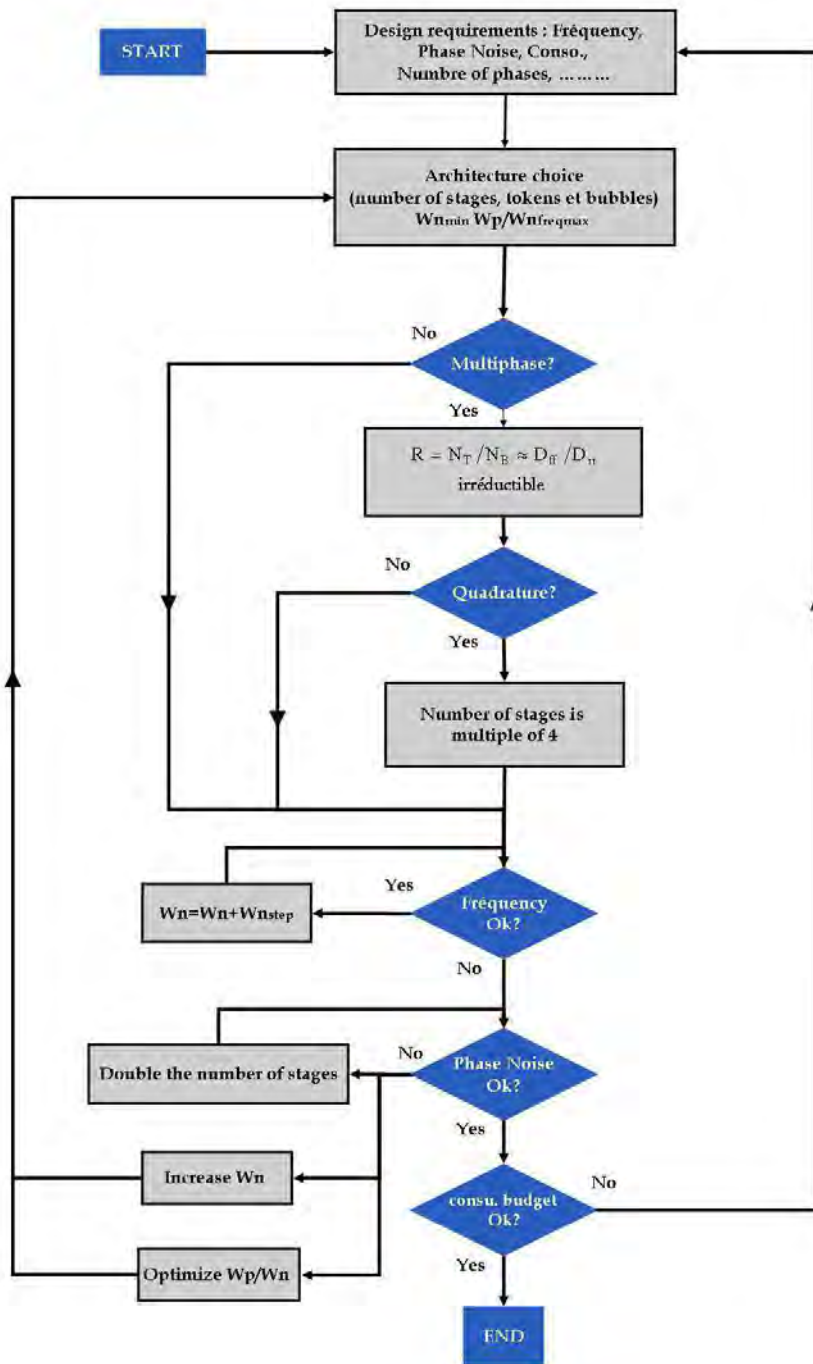 START
Design requirements : Fréquency,
Phase Noise, Conso.,
Numbre of phases, ………
Architecture choice
(number of stages, tokens et bubbles)
Wnmin Wp/Wnfreqmax
No
Multiphase?
Yes
R = NT /NB ≈ Dff /Drr
irréductible
No
Quadrature?
Yes
Number of stages is
multiple of 4
Yes
Wn=Wn+Wnstep
Fréquency
Ok?
No
Double the number of stages
No
Phase Noise
Ok?
Yes
Increase Wn
consu. budget
Ok?
No
Optimize Wp/Wn
Yes
END